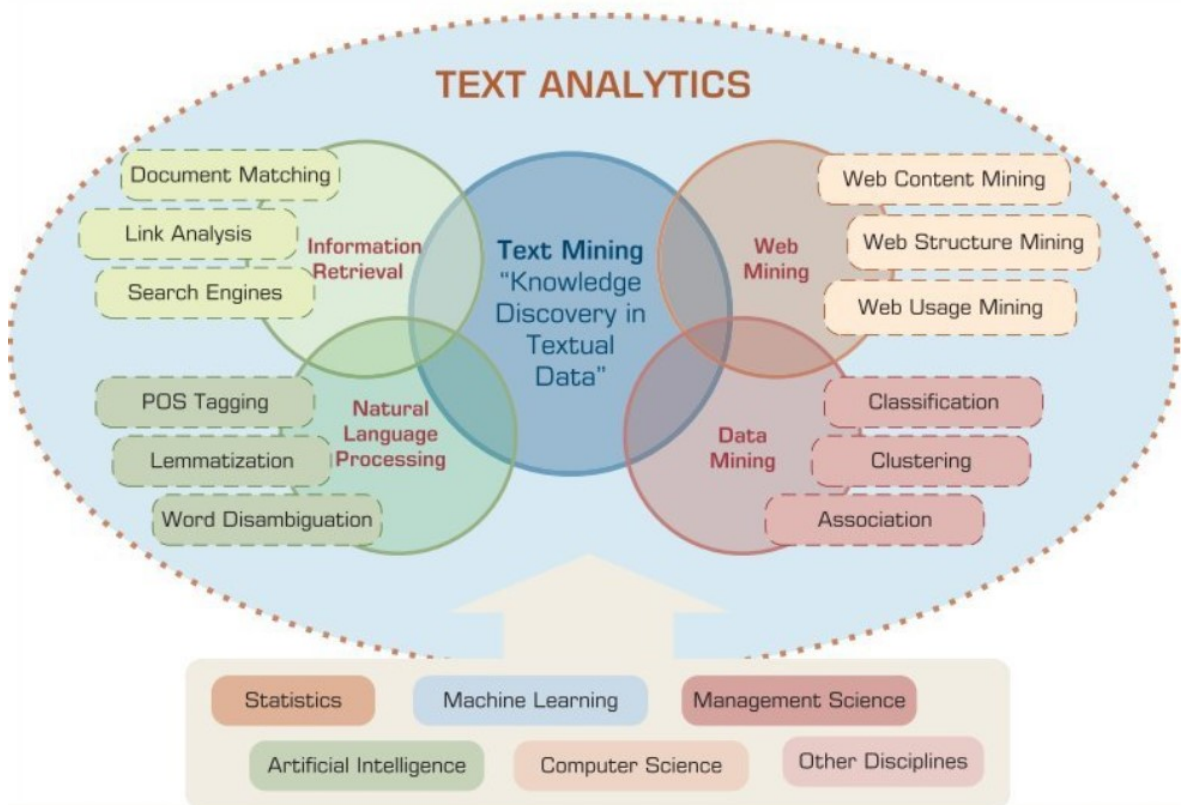 TEXT ANALYTICS
Document Matching
Link Analysis
Search Engines
Information
Retrieval
Text Mining
“Knowledge
Discovery in
Textual
Data”
Web
Mining
Web Content Mining
Web Structure Mining
Web Usage Mining
POS Tagging
Lemmatization
Word Disambiguation
Natural
Language
Processing
Data
Mining
Classification
Clustering
Association
Statistics
Machine Learning
Management Science
Artificial Intelligence
Computer Science
Other Disciplines